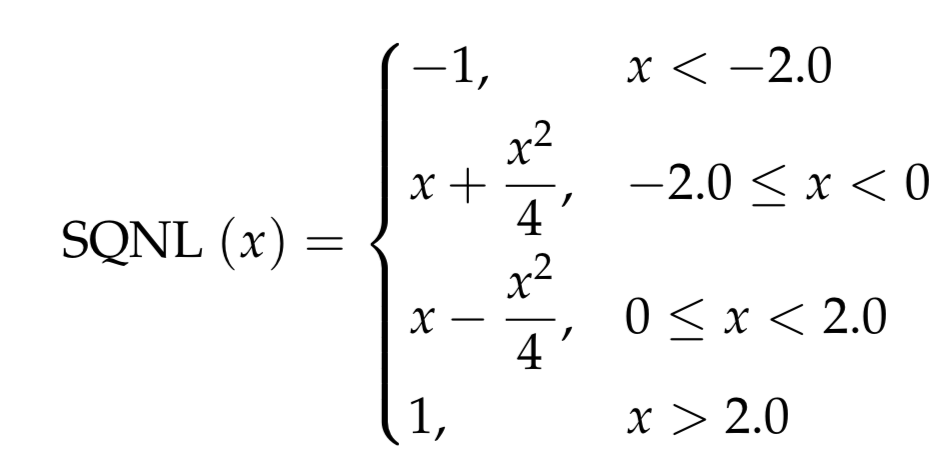 SQNL (x) = { −1, x < −2.0
x + x²/4, −2.0 ≤ x < 0
x − x²/4, 0 ≤ x < 2.0
1, x > 2.0